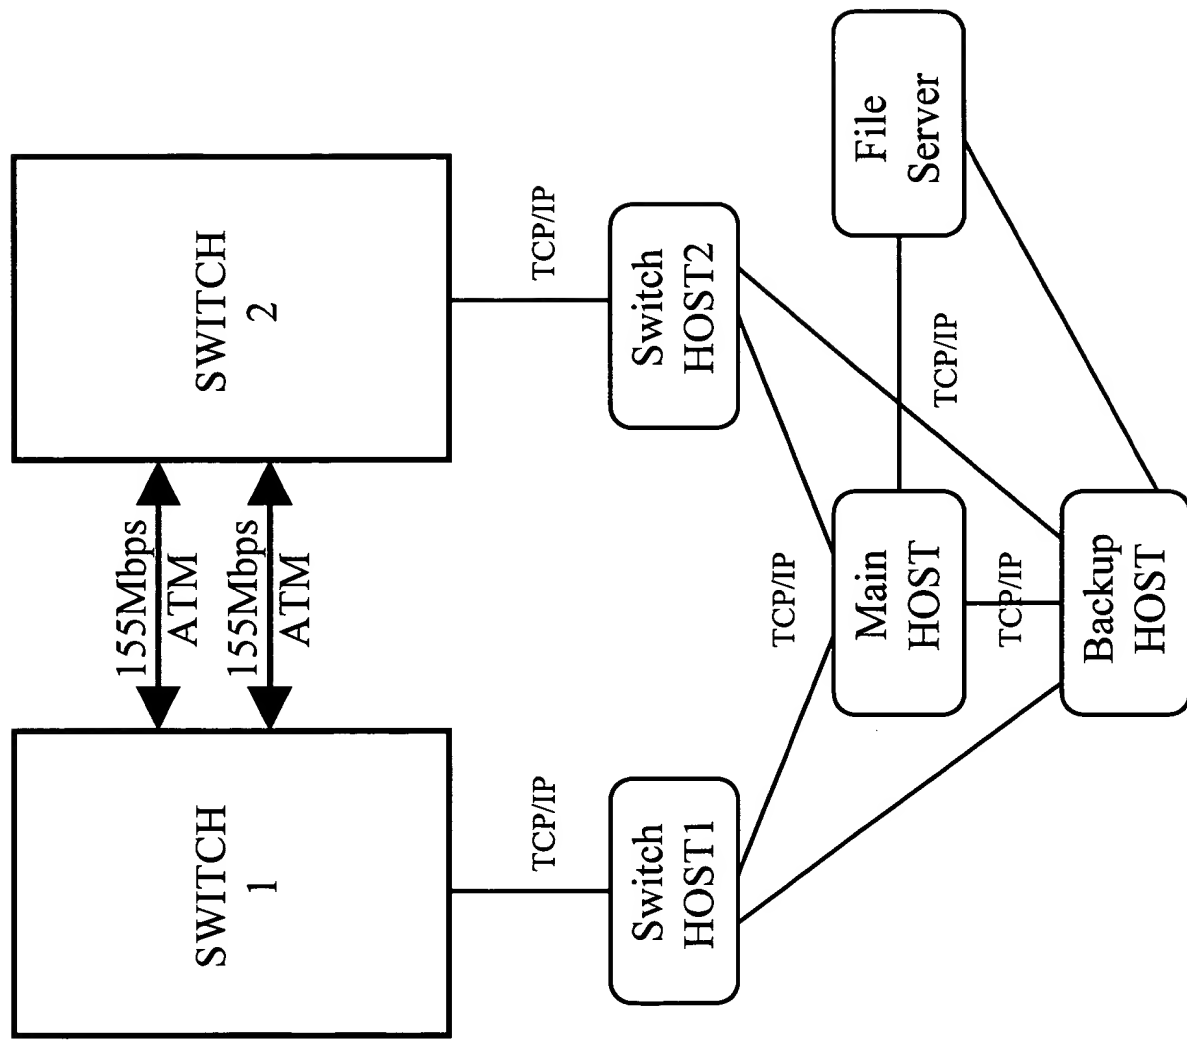 SWITCH
1
155Mbps
ATM
155Mbps
ATM
SWITCH
2
TCP/IP
TCP/IP
Switch
HOST1
Switch
HOST2
TCP/IP
Main
HOST
TCP/IP
File
Server
TCP/IP
Backup
HOST